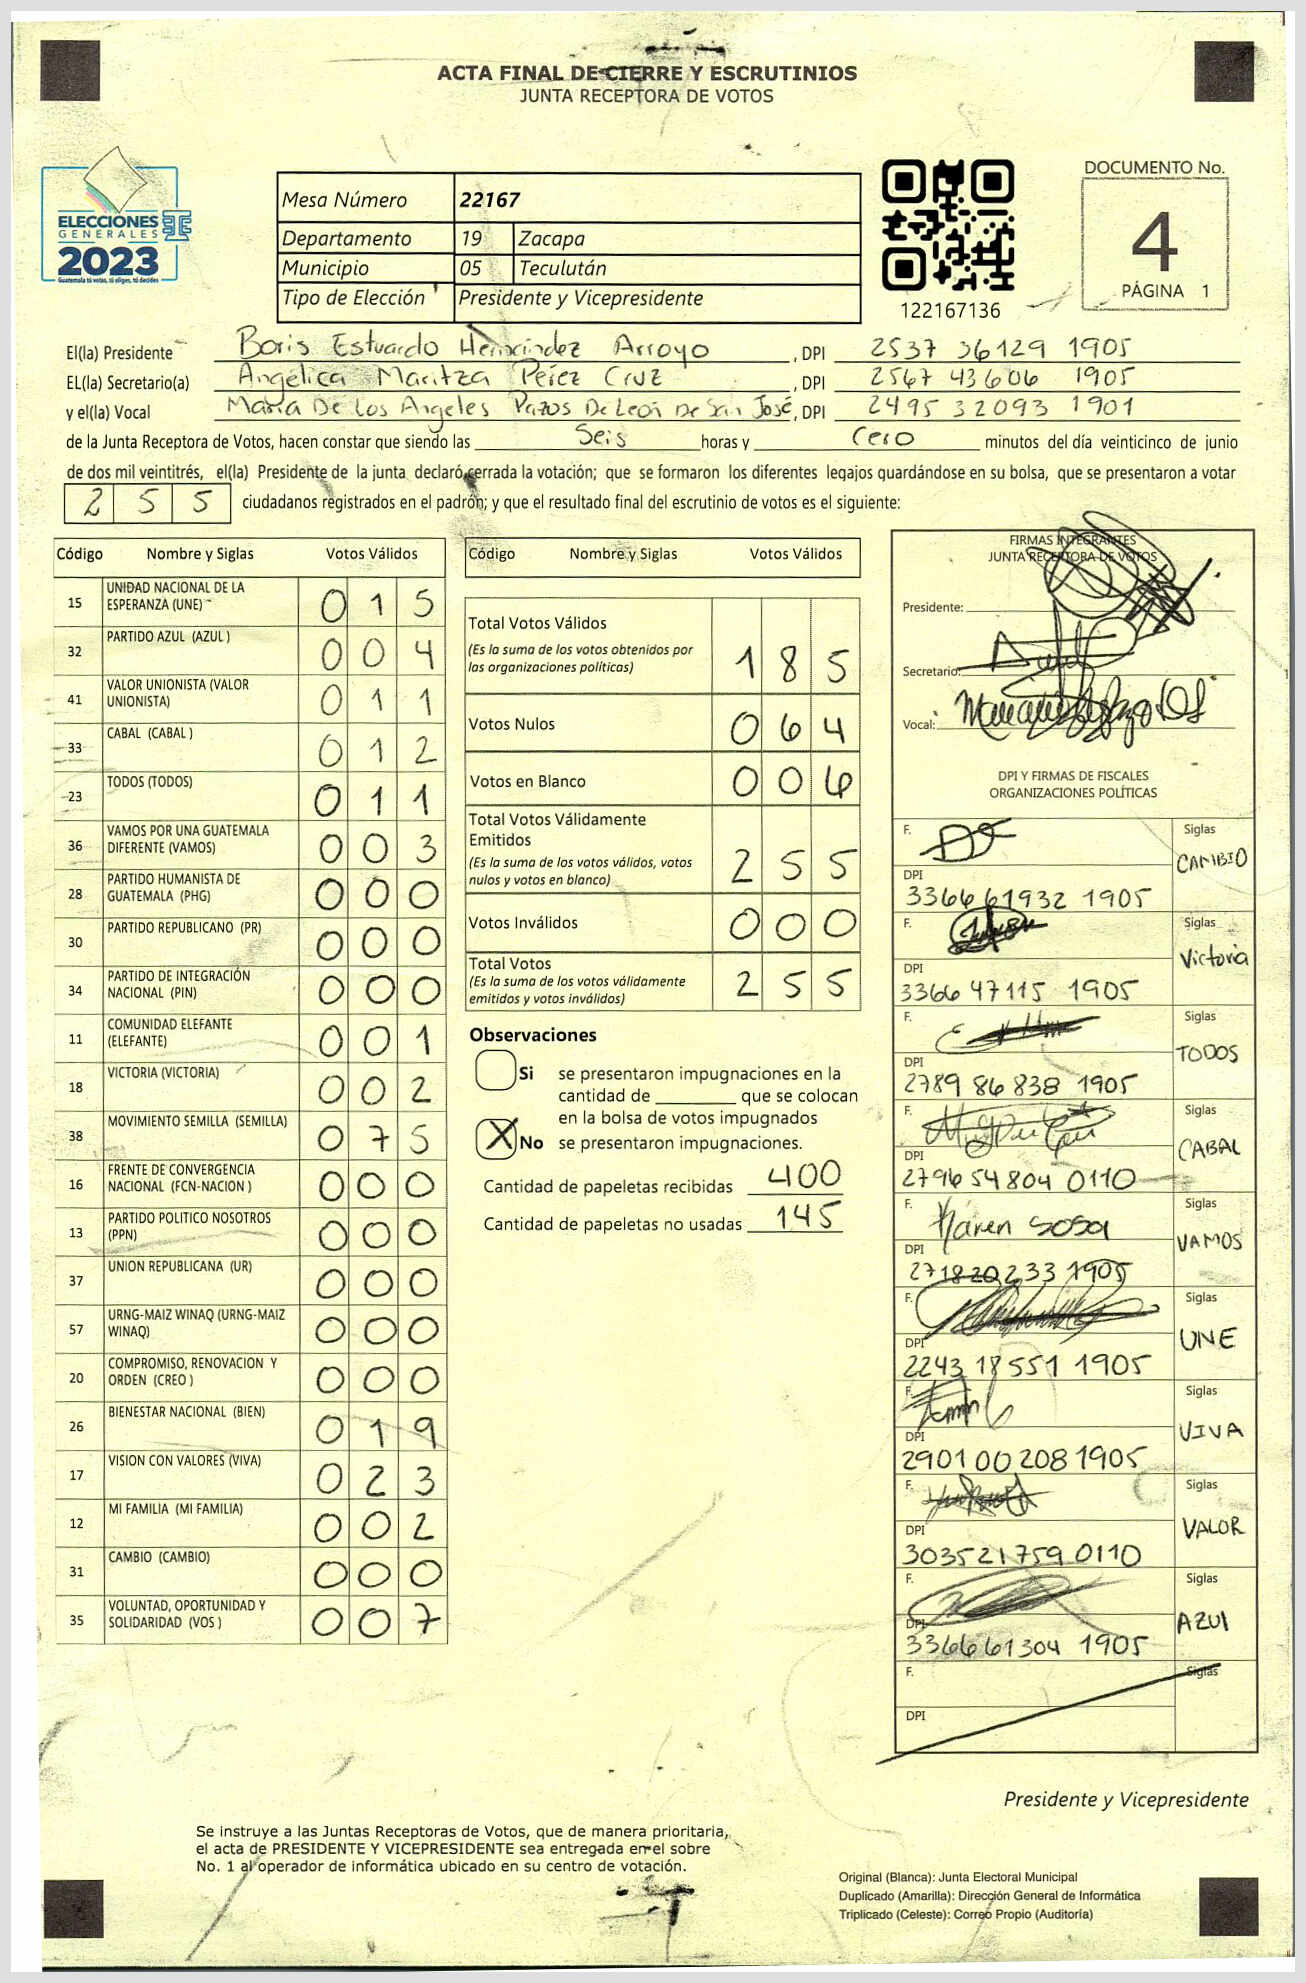 ACTA FINAL DE CIERRE Y ESCRUTINIOS
JUNTA RECEPTORA DE VOTOS
ELECCIONES
GENERALES
2023
Guatemala tú votas, tú eliges, tú decides
Mesa Número 22167
Departamento 19 Zacapa
Municipio 05 Teculután
Tipo de Elección Presidente y Vicepresidente
122167136
DOCUMENTO No.
4
PÁGINA 1
El(la) Presidente Boris Estuardo Hernández Arroyo, DPI 2537 36129 1905
EL(la) Secretario(a) Angélica Maritza Pérez Cruz, DPI 2567 43606 1905
y el(la) Vocal María De Los Angeles Pazos De León De San José, DPI 2495 32093 1901
de la Junta Receptora de Votos, hacen constar que siendo las Seis horas y Cero minutos del día veinticinco de junio
de dos mil veintitrés, el(la) Presidente de la junta declaró cerrada la votación; que se formaron los diferentes legajos guardándose en su bolsa, que se presentaron a votar
2 5 5 ciudadanos registrados en el padrón; y que el resultado final del escrutinio de votos es el siguiente:
Código Nombre y Siglas Votos Válidos
15 UNIDAD NACIONAL DE LA ESPERANZA (UNE) 0 1 5
32 PARTIDO AZUL (AZUL ) 0 0 4
41 VALOR UNIONISTA (VALOR UNIONISTA) 0 1 1
33 CABAL (CABAL ) 0 1 2
23 TODOS (TODOS) 0 1 1
36 VAMOS POR UNA GUATEMALA DIFERENTE (VAMOS) 0 0 3
28 PARTIDO HUMANISTA DE GUATEMALA (PHG) 0 0 0
30 PARTIDO REPUBLICANO (PR) 0 0 0
34 PARTIDO DE INTEGRACIÓN NACIONAL (PIN) 0 0 0
11 COMUNIDAD ELEFANTE (ELEFANTE) 0 0 1
18 VICTORIA (VICTORIA) 0 0 2
38 MOVIMIENTO SEMILLA (SEMILLA) 0 7 5
16 FRENTE DE CONVERGENCIA NACIONAL (FCN-NACION ) 0 0 0
13 PARTIDO POLITICO NOSOTROS (PPN) 0 0 0
37 UNION REPUBLICANA (UR) 0 0 0
57 URNG-MAIZ WINAQ (URNG-MAIZ WINAQ) 0 0 0
20 COMPROMISO, RENOVACION Y ORDEN (CREO ) 0 0 0
26 BIENESTAR NACIONAL (BIEN) 0 1 9
17 VISION CON VALORES (VIVA) 0 2 3
12 MI FAMILIA (MI FAMILIA) 0 0 2
31 CAMBIO (CAMBIO) 0 0 0
35 VOLUNTAD, OPORTUNIDAD Y SOLIDARIDAD (VOS ) 0 0 7
Código Nombre y Siglas Votos Válidos
Total Votos Válidos
(Es la suma de los votos obtenidos por
las organizaciones políticas) 1 8 5
Votos Nulos 0 6 4
Votos en Blanco 0 0 6
Total Votos Válidamente
Emitidos
(Es la suma de los votos válidos, votos
nulos y votos en blanco) 2 5 5
Votos Inválidos 0 0 0
Total Votos
(Es la suma de los votos válidamente
emitidos y votos inválidos) 2 5 5
Observaciones
Si se presentaron impugnaciones en la
cantidad de ________ que se colocan
en la bolsa de votos impugnados
X No se presentaron impugnaciones.
Cantidad de papeletas recibidas 400
Cantidad de papeletas no usadas 145
FIRMAS INTEGRANTES
JUNTA RECEPTORA DE VOTOS
Presidente:
Secretario:
Vocal:
DPI Y FIRMAS DE FISCALES
ORGANIZACIONES POLÍTICAS
F. Siglas
CAMBIO
DPI
3366 61932 1905
F. Siglas
Victoria
DPI
3366 47115 1905
F. Siglas
TODOS
DPI
2789 86 838 1905
F. Siglas
CABAL
DPI
2796 54 804 0110
F. Karen Sosa Siglas
VAMOS
DPI
271820233 1905
F. Siglas
UNE
DPI
2243 18 551 1905
F. Siglas
VIVA
DPI
2901 00 208 1905
F. Siglas
VALOR
DPI
303521759 0110
F. Siglas
AZUl
DPI
3366 61304 1905
F. Siglas
DPI
Presidente y Vicepresidente
Se instruye a las Juntas Receptoras de Votos, que de manera prioritaria,
el acta de PRESIDENTE Y VICEPRESIDENTE sea entregada en el sobre
No. 1 al operador de informática ubicado en su centro de votación.
Original (Blanca): Junta Electoral Municipal
Duplicado (Amarilla): Dirección General de Informática
Triplicado (Celeste): Correo Propio (Auditoría)